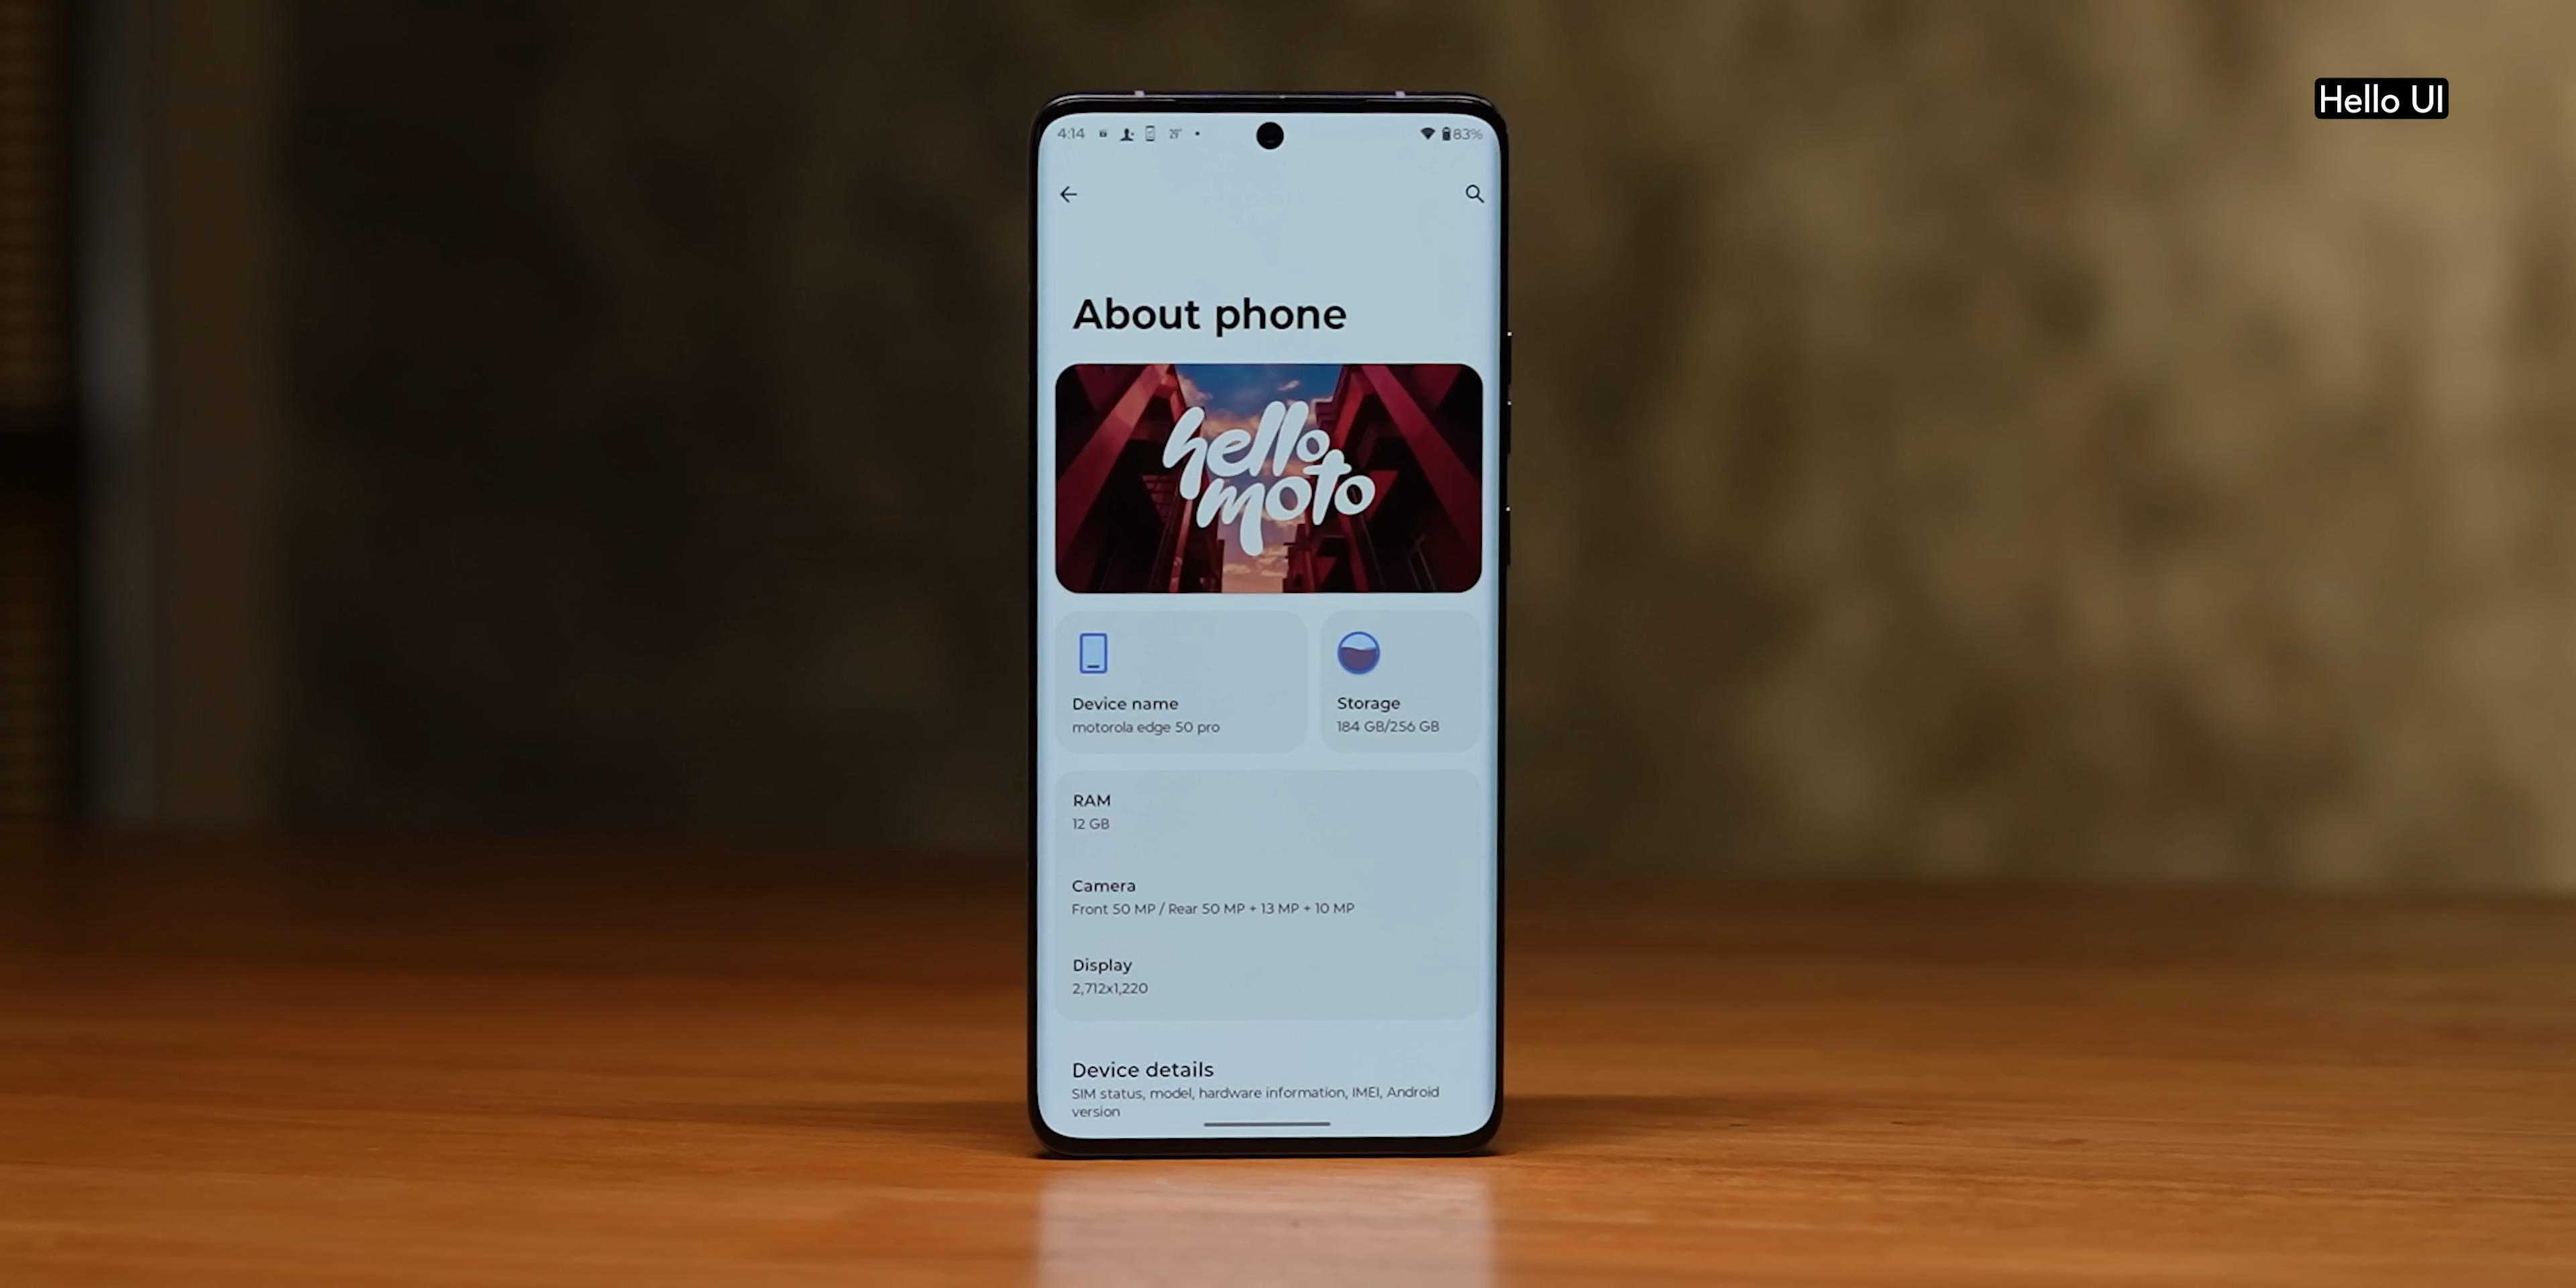 Hello UI
4:14 29° 83%
About phone
hello
moto
Device name
motorola edge 50 pro
Storage
184 GB/256 GB
RAM
12 GB
Camera
Front 50 MP / Rear 50 MP + 13 MP + 10 MP
Display
2,712x1,220
Device details
SIM status, model, hardware information, IMEI, Android
version